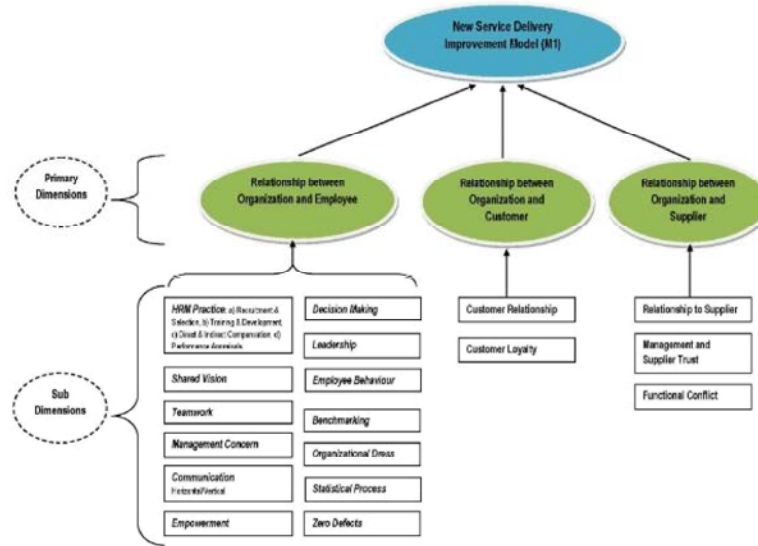 New Service Delivery
Improvement Model (M1)
Primary
Dimensions
Relationship between
Organization and Employee
Relationship between
Organization and
Customer
Relationship between
Organization and
Supplier
Sub
Dimensions
HRM Practice: a) Recruitment &
Selection, b) Training & Development,
c) Direct & Indirect Compensation, d)
Performance Appraisals
Shared Vision
Teamwork
Management Concern
Communication
Horizontal/Vertical
Empowerment
Decision Making
Leadership
Employee Behaviour
Benchmarking
Organizational Dress
Statistical Process
Zero Defects
Customer Relationship
Customer Loyalty
Relationship to Supplier
Management and
Supplier Trust
Functional Conflict